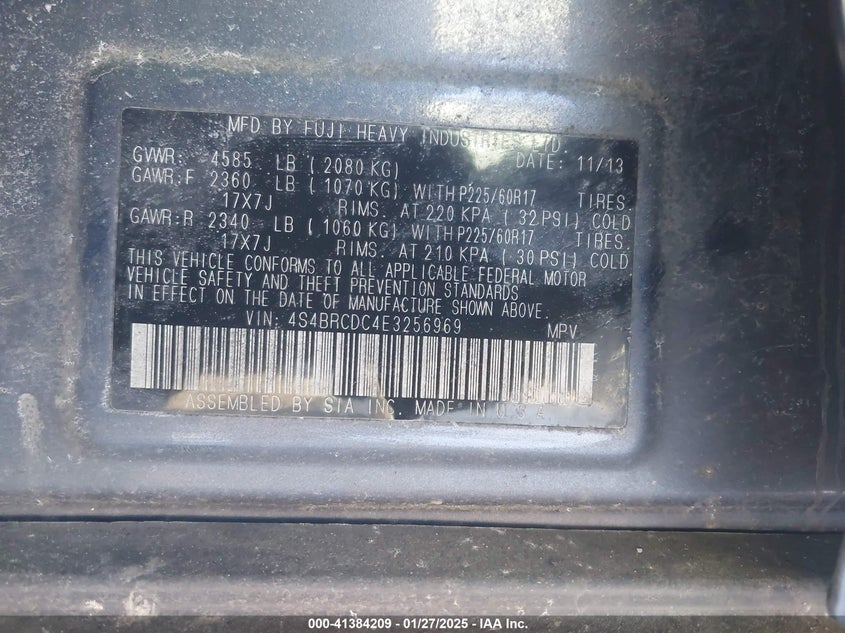 MFD BY FUJI HEAVY INDUSTRIES LTD.
GVWR: 4585 LB (2080 KG) DATE: 11/13
GAWR:F 2360 LB (1070 KG) WITH P225/60R17 TIRES.
17X7J RIMS. AT 220 KPA (32 PSI) COLD
GAWR:R 2340 LB (1060 KG) WITH P225/60R17 TIRES.
17X7J RIMS. AT 210 KPA (30 PSI) COLD
THIS VEHICLE CONFORMS TO ALL APPLICABLE FEDERAL MOTOR
VEHICLE SAFETY AND THEFT PREVENTION STANDARDS
IN EFFECT ON THE DATE OF MANUFACTURE SHOWN ABOVE.
VIN: 4S4BRCDC4E3256969 MPV
ASSEMBLED BY SIA INC. MADE IN U.S.A.
000-41384209 - 01/27/2025 - IAA Inc.